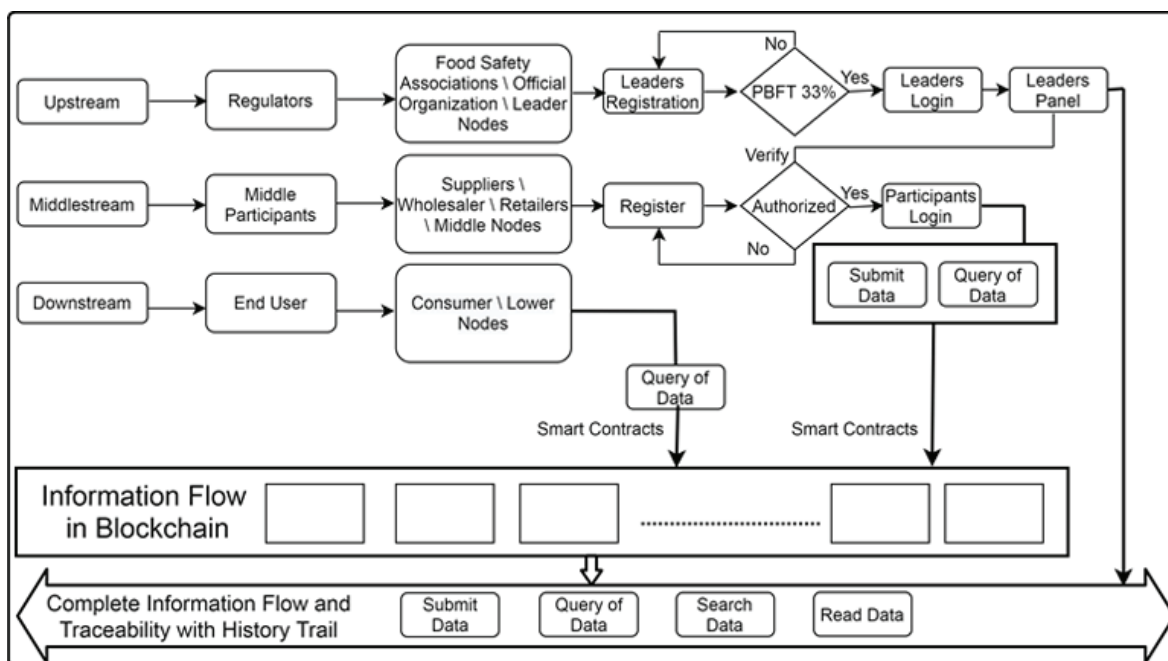 No
Upstream
Regulators
Food Safety
Associations \ Official
Organization \ Leader
Nodes
Leaders
Registration
PBFT 33%
Yes
Leaders
Login
Leaders
Panel
Verify
Middlestream
Middle
Participants
Suppliers \
Wholesaler \ Retailers
\ Middle Nodes
Register
Authorized
Yes
Participants
Login
No
Submit
Data
Query of
Data
Downstream
End User
Consumer \ Lower
Nodes
Query of
Data
Smart Contracts
Smart Contracts
Information Flow
in Blockchain
Complete Information Flow and
Traceability with History Trail
Submit
Data
Query of
Data
Search
Data
Read Data